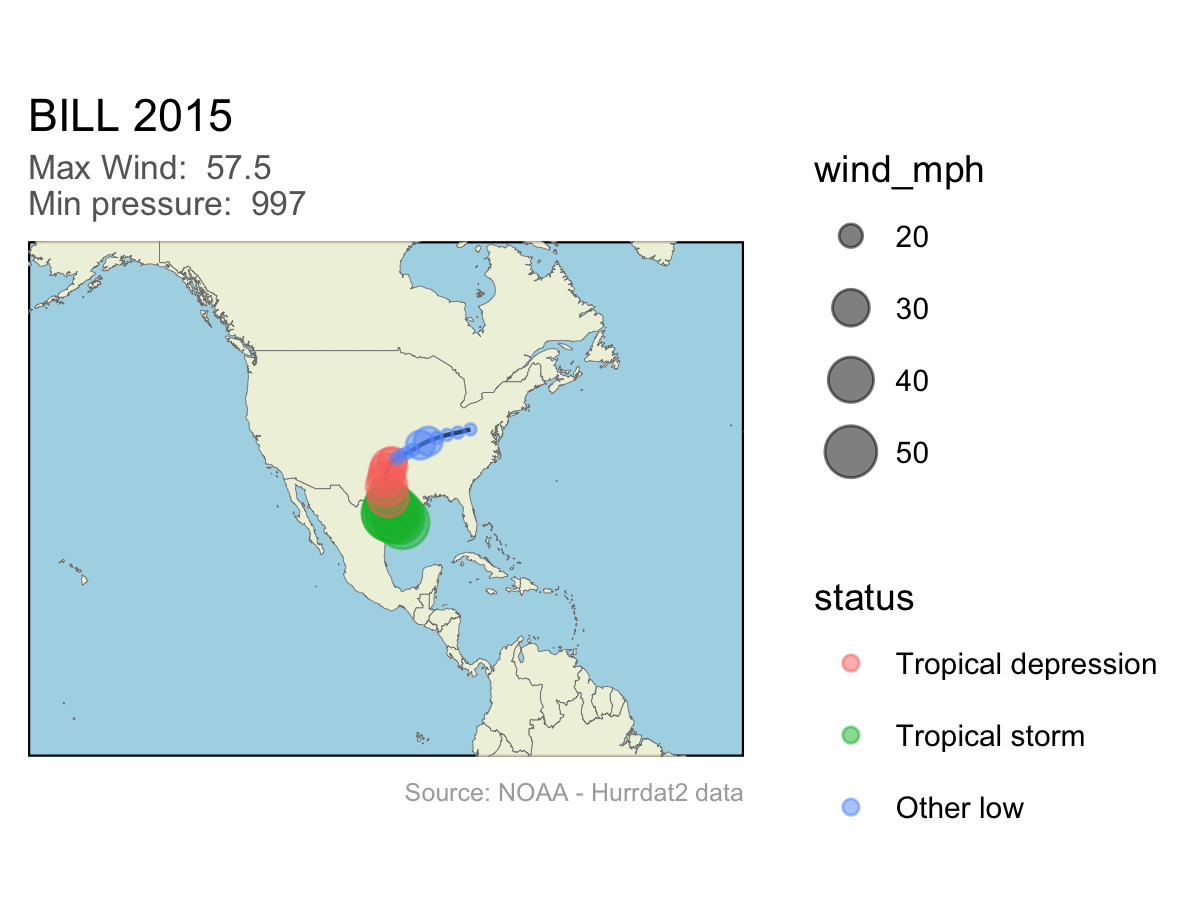 BILL 2015
Max Wind:  57.5
Min pressure:  997
wind_mph
20
30
40
50
status
Tropical depression
Tropical storm
Other low
Source: NOAA - Hurrdat2 data